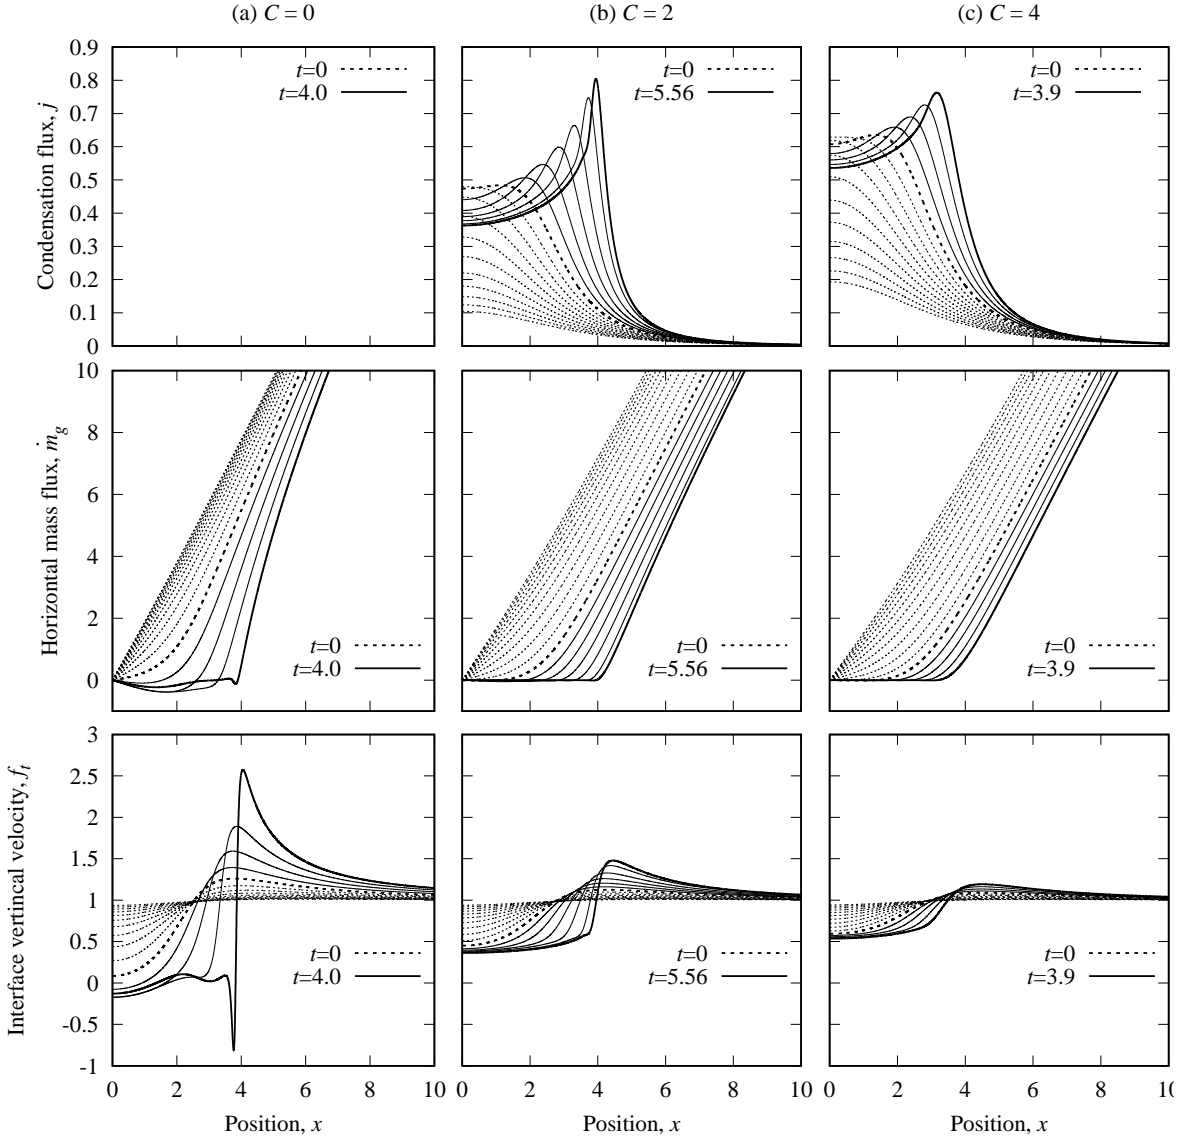 (a) C = 0
(b) C = 2
(c) C = 4
Condensation flux, j
0.9
0.8
0.7
0.6
0.5
0.4
0.3
0.2
0.1
0
t=0
t=4.0
t=0
t=5.56
t=0
t=3.9
0 2 4 6 8 10
0 2 4 6 8 10
0 2 4 6 8 10
Horizontal mass flux, ṁg
10
8
6
4
2
0
t=0
t=4.0
t=0
t=5.56
t=0
t=3.9
Interface vertincal velocity, ft
3
2.5
2
1.5
1
0.5
0
-0.5
-1
t=0
t=4.0
t=0
t=5.56
t=0
t=3.9
Position, x
Position, x
Position, x